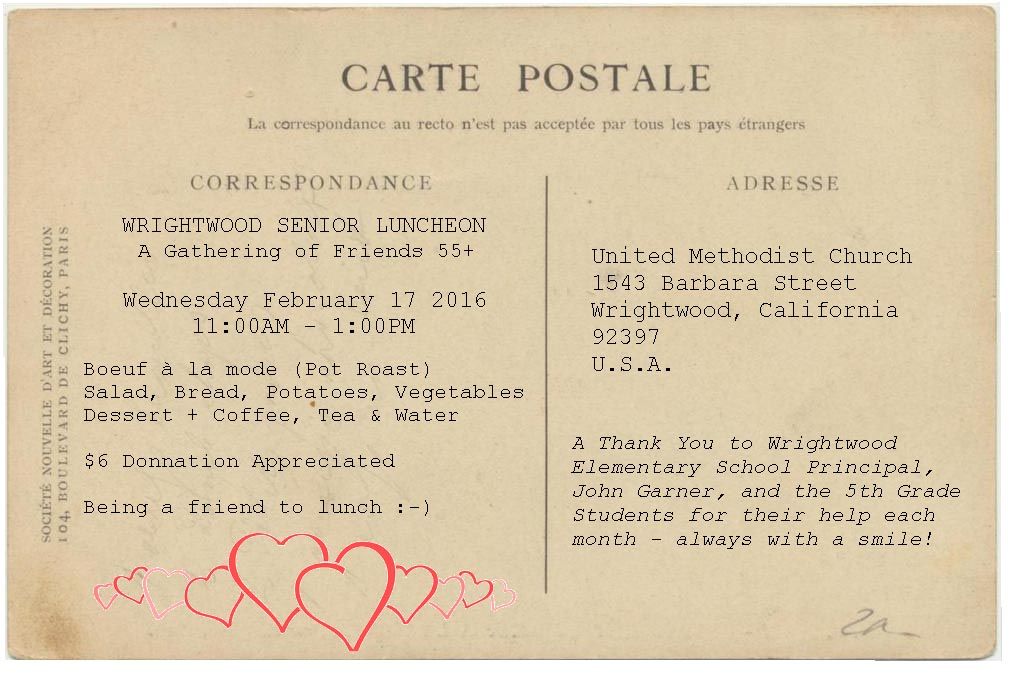 CARTE POSTALE
La correspondance au recto n'est pas acceptée par tous les pays étrangers
CORRESPONDANCE
WRIGHTWOOD SENIOR LUNCHEON
A Gathering of Friends 55+
Wednesday February 17 2016
11:00AM - 1:00PM
Boeuf à la mode (Pot Roast)
Salad, Bread, Potatoes, Vegetables
Dessert + Coffee, Tea & Water
$6 Donnation Appreciated
Being a friend to lunch :-)
ADRESSE
United Methodist Church
1543 Barbara Street
Wrightwood, California
92397
U.S.A.
A Thank You to Wrightwood
Elementary School Principal,
John Garner, and the 5th Grade
Students for their help each
month - always with a smile!
SOCIÉTÉ NOUVELLE D'ART ET DÉCORATION
104, BOULEVARD DE CLICHY, PARIS
2a